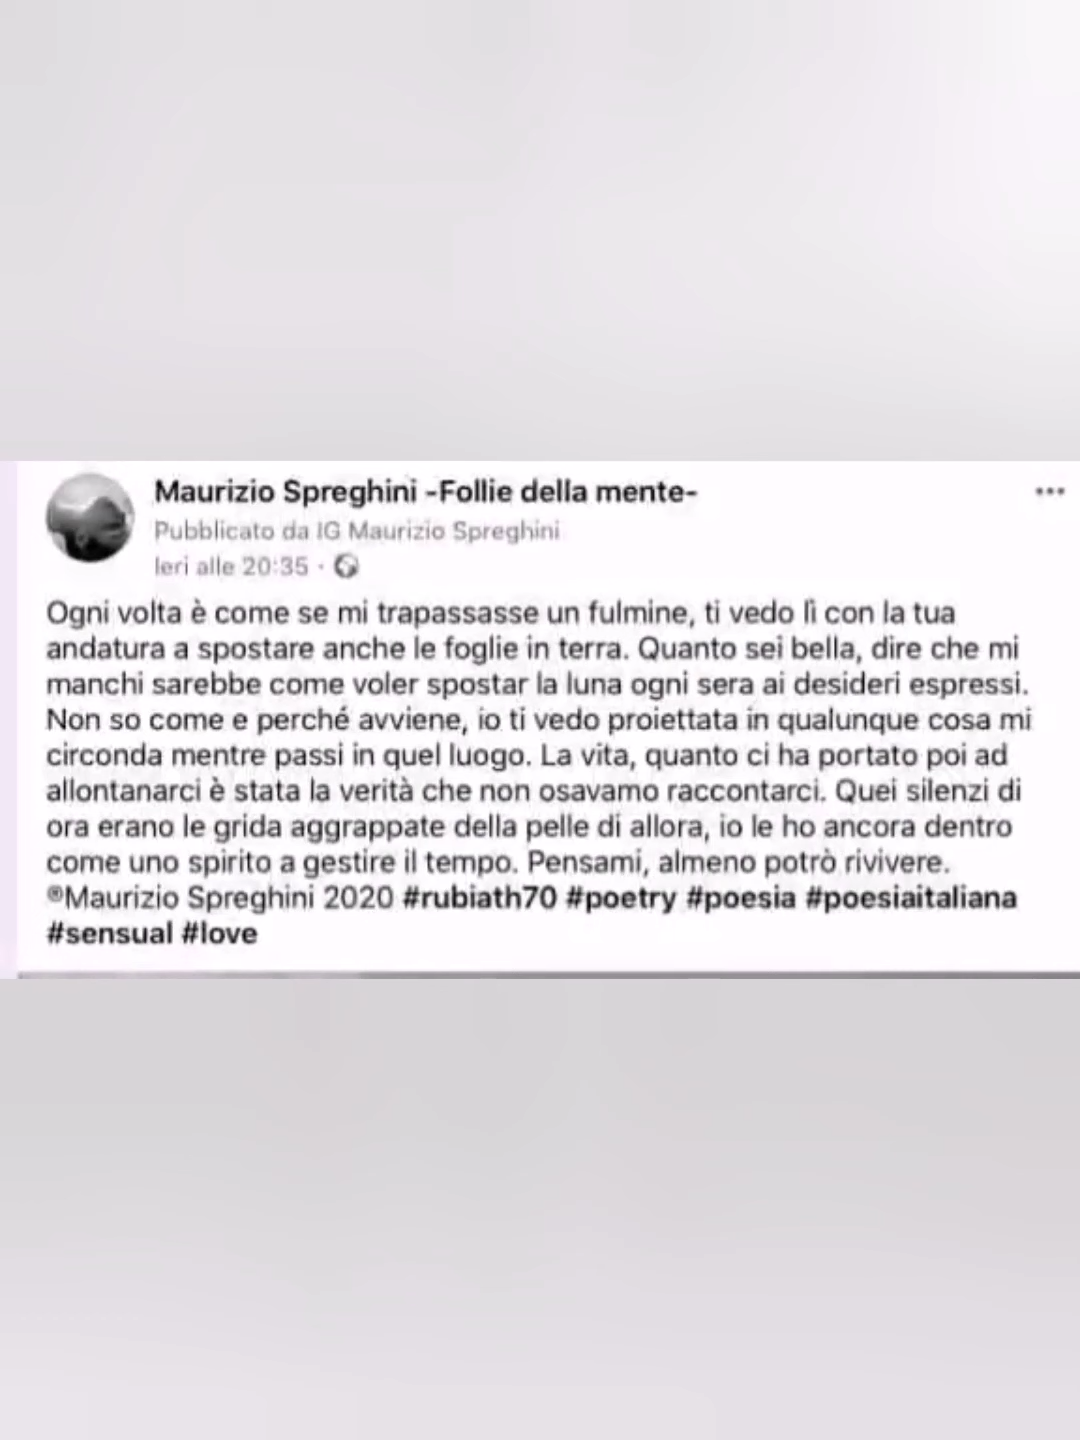 Maurizio Spreghini -Follie della mente-
Pubblicato da IG Maurizio Spreghini
Ieri alle 20:35 ·
Ogni volta è come se mi trapassasse un fulmine, ti vedo lì con la tua
andatura a spostare anche le foglie in terra. Quanto sei bella, dire che mi
manchi sarebbe come voler spostar la luna ogni sera ai desideri espressi.
Non so come e perché avviene, io ti vedo proiettata in qualunque cosa mi
circonda mentre passi in quel luogo. La vita, quanto ci ha portato poi ad
allontanarci è stata la verità che non osavamo raccontarci. Quei silenzi di
ora erano le grida aggrappate della pelle di allora, io le ho ancora dentro
come uno spirito a gestire il tempo. Pensami, almeno potrò rivivere.
®Maurizio Spreghini 2020 #rubiath70 #poetry #poesia #poesiaitaliana
#sensual #love